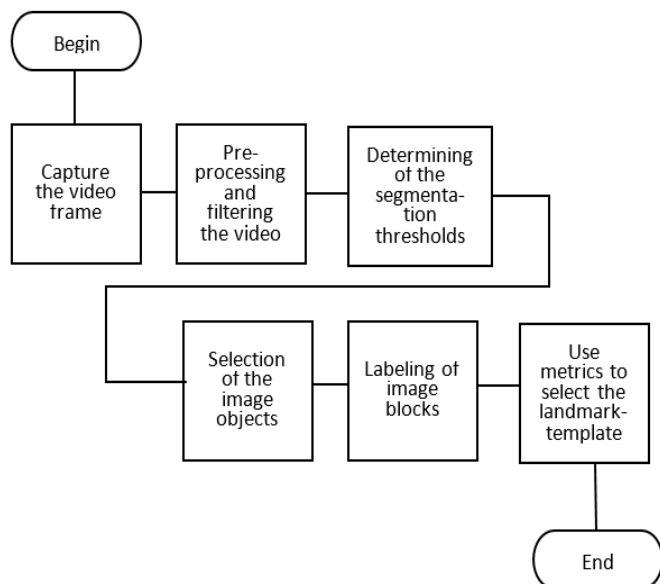 Begin
Capture
the video
frame
Pre-
processing
and
filtering
the video
Determining
of the
segmenta-
tion
thresholds
Selection
of the
image
objects
Labeling of
image
blocks
Use
metrics to
select the
landmark-
template
End